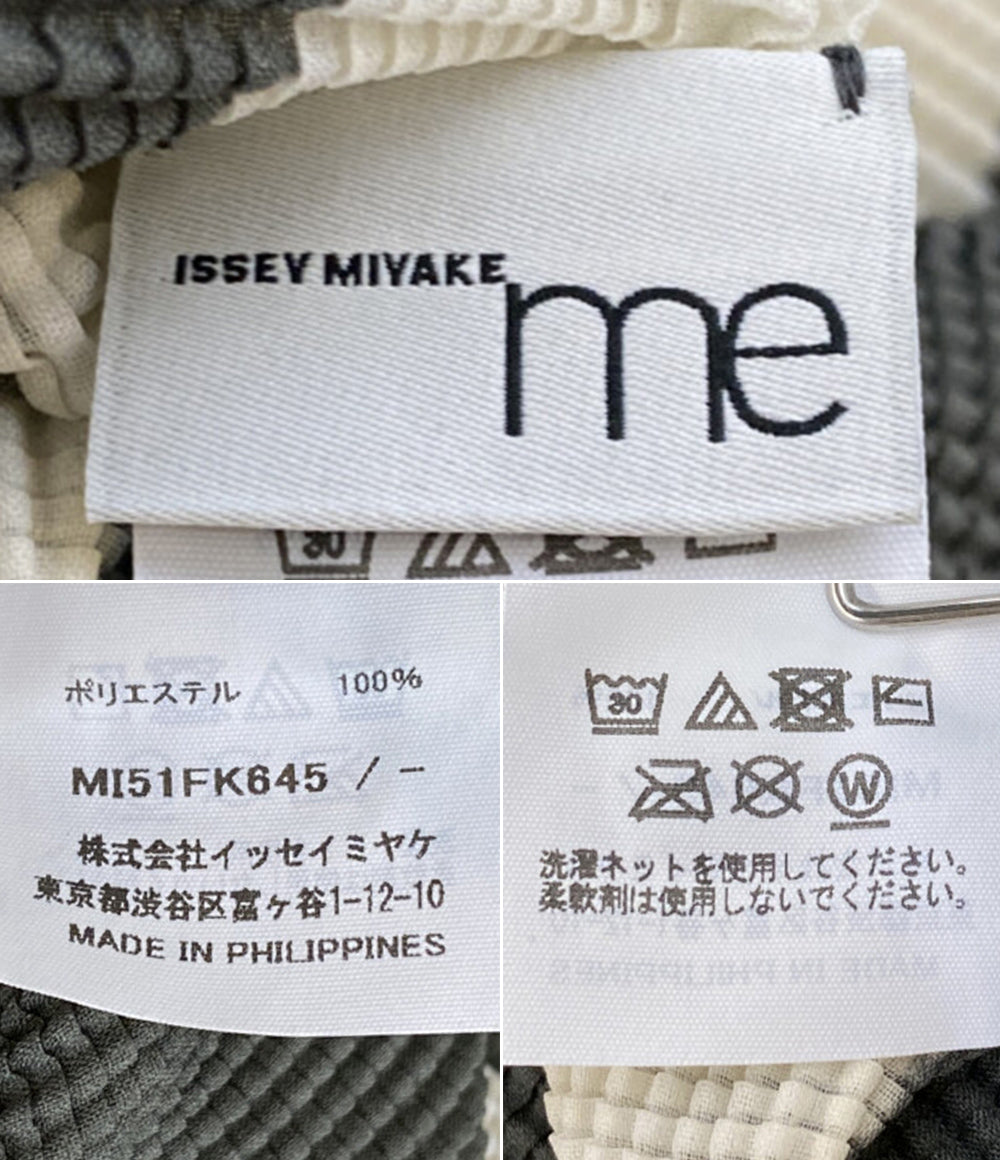 ISSEY MIYAKE
me
30
ポリエステル 100%
MI51FK645 / -
株式会社イッセイミヤケ
東京都渋谷区富ヶ谷1-12-10
MADE IN PHILIPPINES
30
W
洗濯ネットを使用してください。
柔軟剤は使用しないでください。